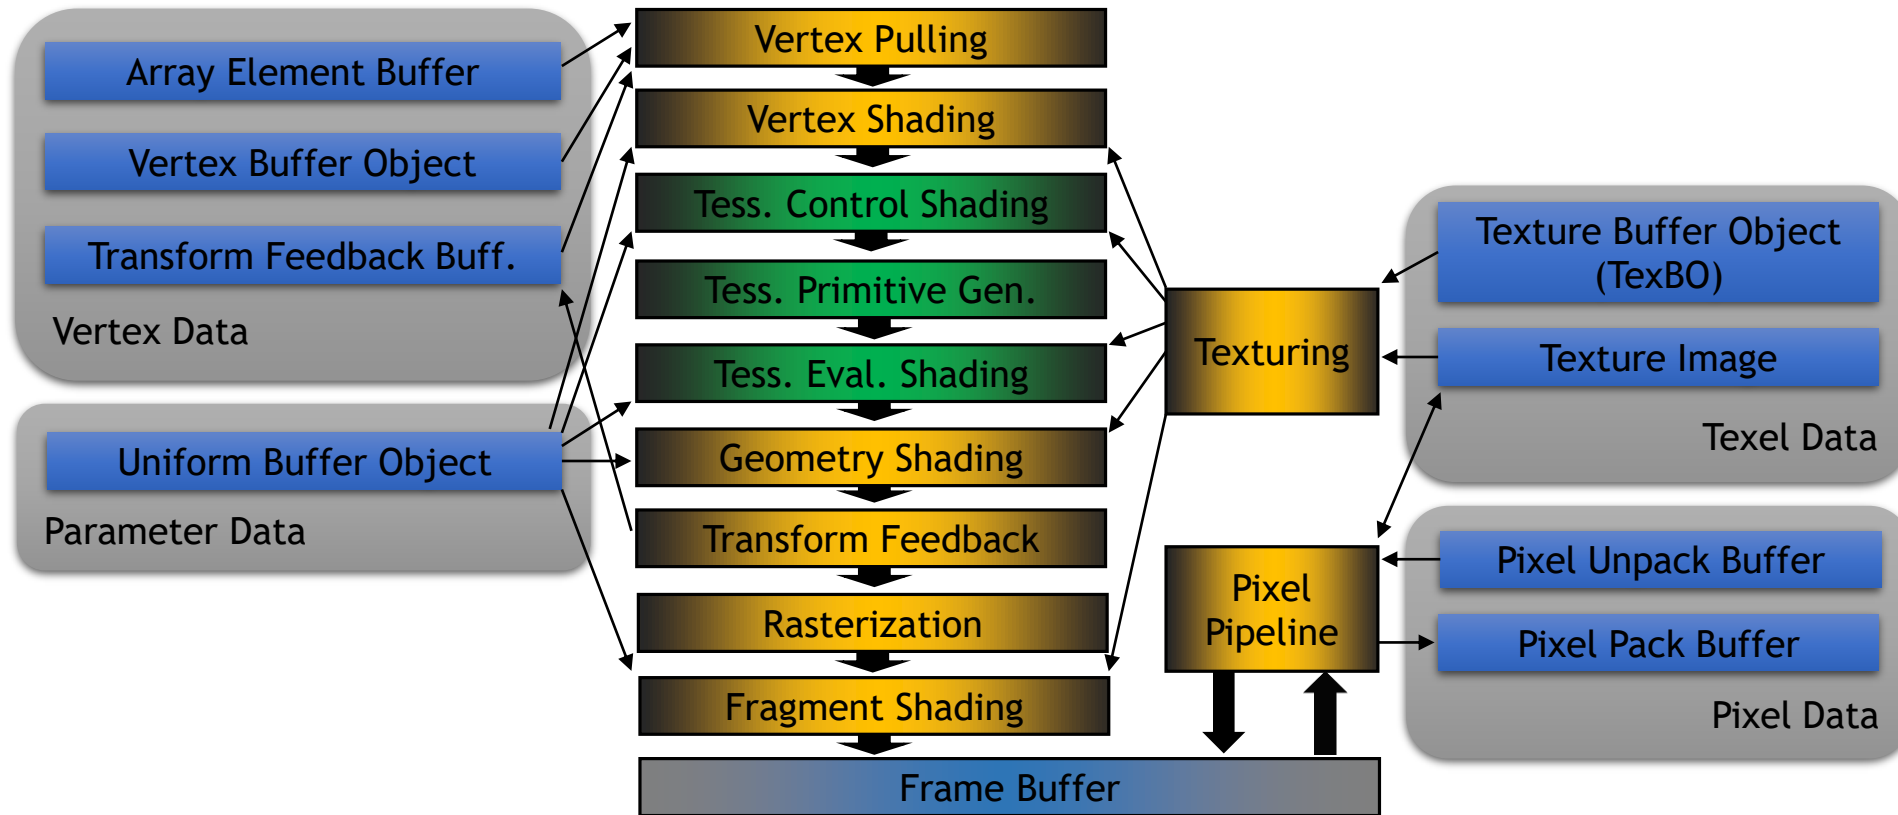 Array Element Buffer
Vertex Buffer Object
Transform Feedback Buff.
Vertex Data
Uniform Buffer Object
Parameter Data
Vertex Pulling
Vertex Shading
Tess. Control Shading
Tess. Primitive Gen.
Tess. Eval. Shading
Geometry Shading
Transform Feedback
Rasterization
Fragment Shading
Frame Buffer
Texturing
Pixel
Pipeline
Texture Buffer Object
(TexBO)
Texture Image
Texel Data
Pixel Unpack Buffer
Pixel Pack Buffer
Pixel Data